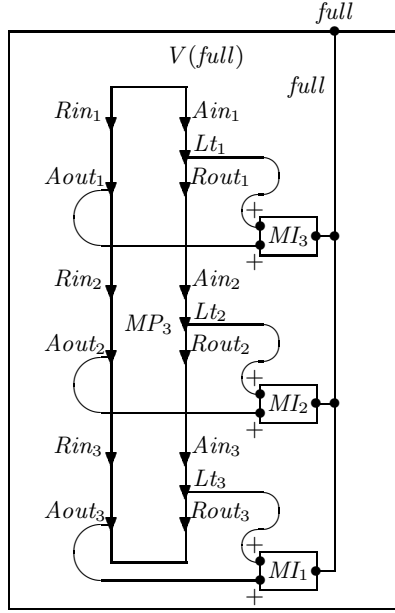 full
V(full)
full
Rin₁ Ain₁
Lt₁
Aout₁ Rout₁
+
MI₃
+
Rin₂ Ain₂
Lt₂
MP₃
Aout₂ Rout₂
+
MI₂
+
Rin₃ Ain₃
Lt₃
Aout₃ Rout₃
+
MI₁
+